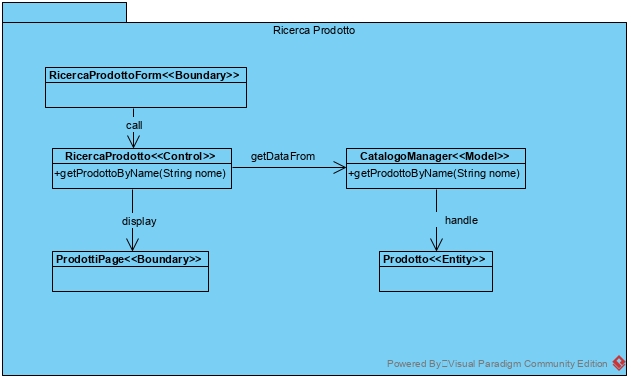 Ricerca Prodotto
RicercaProdottoForm<<Boundary>>
call
RicercaProdotto<<Control>>
+getProdottoByName(String nome)
getDataFrom
CatalogoManager<<Model>>
+getProdottoByName(String nome)
display
handle
ProdottiPage<<Boundary>>
Prodotto<<Entity>>
Powered By Visual Paradigm Community Edition